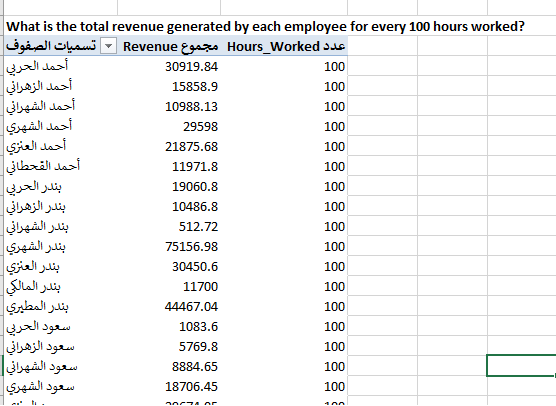 What is the total revenue generated by each employee for every 100 hours worked?
تسميات الصفوف مجموع Revenue عدد Hours_Worked
أحمد الحربي 30919.84 100
أحمد الزهراني 15858.9 100
أحمد الشهراني 10988.13 100
أحمد الشهري 29598 100
أحمد العنزي 21875.68 100
أحمد القحطاني 11971.8 100
بندر الحربي 19060.8 100
بندر الزهراني 10486.8 100
بندر الشهراني 512.72 100
بندر الشهري 75156.98 100
بندر العنزي 30450.6 100
بندر المالكي 11700 100
بندر المطيري 44467.04 100
سعود الحربي 1083.6 100
سعود الزهراني 5769.8 100
سعود الشهراني 8884.65 100
سعود الشهري 18706.45 100